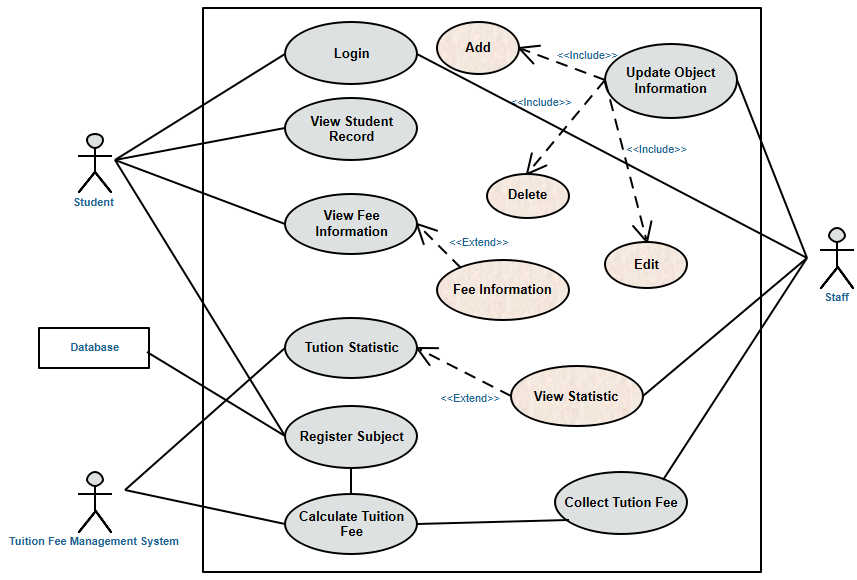 Login
Add
<<Include>>
Update Object
Information
<<Include>>
View Student
Record
<<Include>>
Student
Delete
View Fee
Information
<<Extend>>
Edit
Fee Information
Staff
Database
Tution Statistic
<<Extend>>
View Statistic
Register Subject
Collect Tution Fee
Calculate Tuition
Fee
Tuition Fee Management System